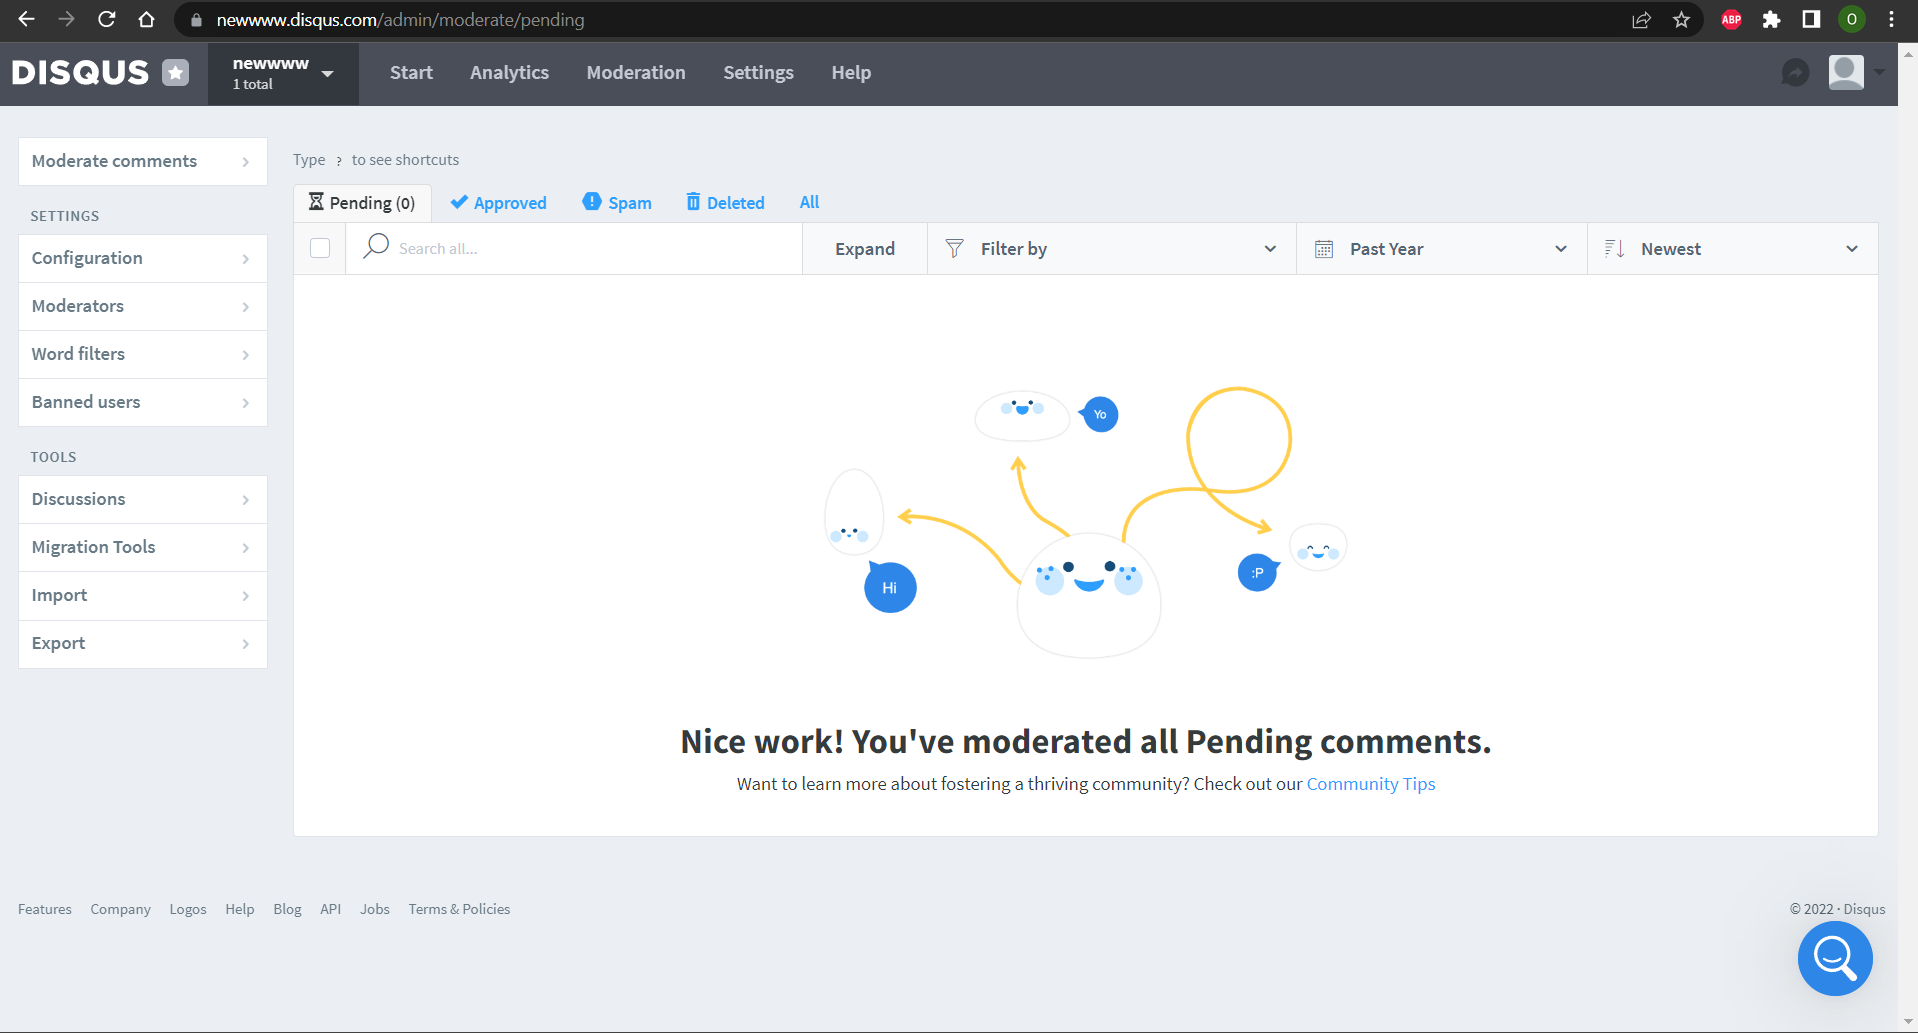 newwww.disqus.com/admin/moderate/pending
ABP
O
DISQUS
newwww
1 total
Start
Analytics
Moderation
Settings
Help
Moderate comments
SETTINGS
Configuration
Moderators
Word filters
Banned users
TOOLS
Discussions
Migration Tools
Import
Export
Type ? to see shortcuts
Pending (0)
Approved
Spam
Deleted
All
Search all...
Expand
Filter by
Past Year
Newest
Yo
Hi
:P
Nice work! You've moderated all Pending comments.
Want to learn more about fostering a thriving community? Check out our Community Tips
Features
Company
Logos
Help
Blog
API
Jobs
Terms & Policies
© 2022 · Disqus